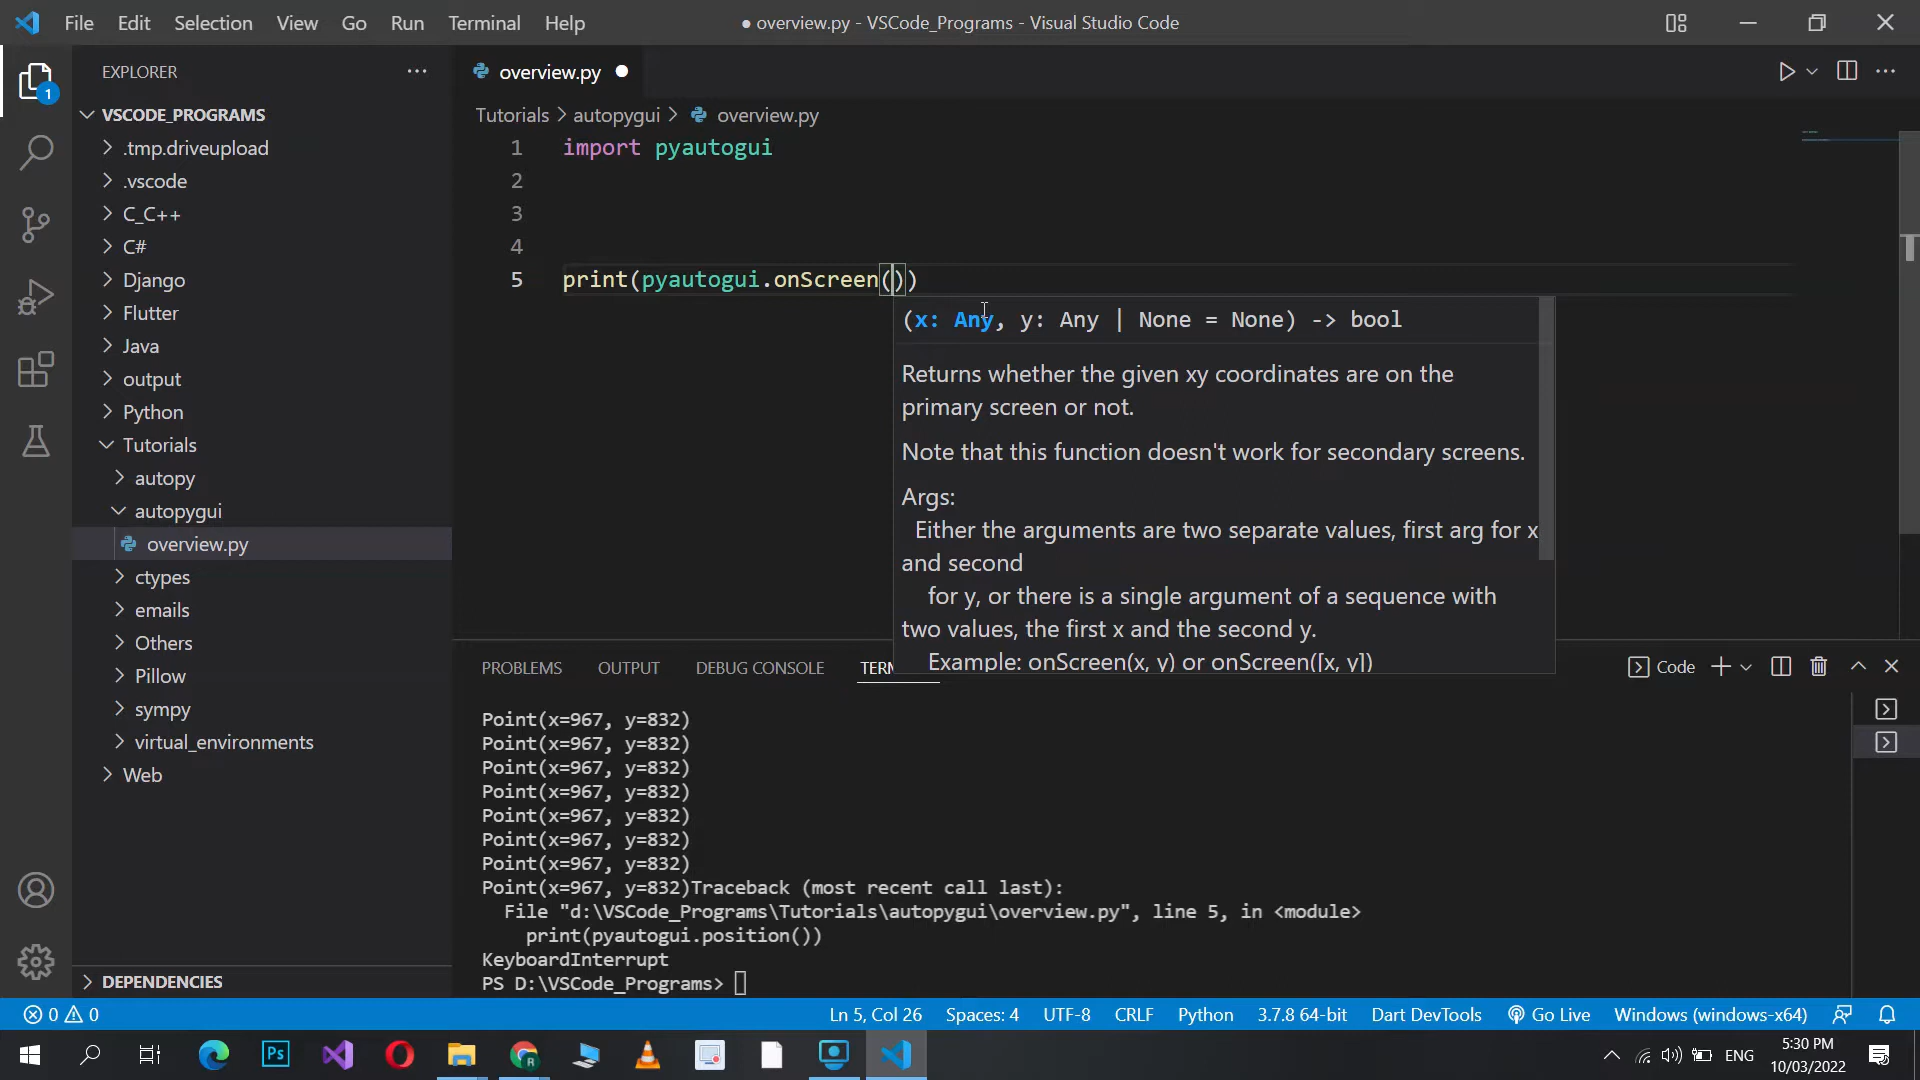 File Edit Selection View Go Run Terminal Help
● overview.py - VSCode_Programs - Visual Studio Code
EXPLORER
1
VSCODE_PROGRAMS
.tmp.driveupload
.vscode
C_C++
C#
Django
Flutter
Java
output
Python
Tutorials
autopy
autopygui
overview.py
ctypes
emails
Others
Pillow
sympy
virtual_environments
Web
DEPENDENCIES
overview.py
Tutorials > autopygui > overview.py
1 import pyautogui
2
3
4
5 print(pyautogui.onScreen())
(x: Any, y: Any | None = None) -> bool
Returns whether the given xy coordinates are on the
primary screen or not.
Note that this function doesn't work for secondary screens.
Args:
Either the arguments are two separate values, first arg for x
and second
for y, or there is a single argument of a sequence with
two values, the first x and the second y.
Example: onScreen(x, y) or onScreen([x, y])
PROBLEMS OUTPUT DEBUG CONSOLE TERM
Code
Point(x=967, y=832)
Point(x=967, y=832)
Point(x=967, y=832)
Point(x=967, y=832)
Point(x=967, y=832)
Point(x=967, y=832)
Point(x=967, y=832)
Point(x=967, y=832)Traceback (most recent call last):
File "d:\VSCode_Programs\Tutorials\autopygui\overview.py", line 5, in <module>
print(pyautogui.position())
KeyboardInterrupt
PS D:\VSCode_Programs>
0 0 Ln 5, Col 26 Spaces: 4 UTF-8 CRLF Python 3.7.8 64-bit Dart DevTools Go Live Windows (windows-x64)
Ps
ENG
5:30 PM
10/03/2022